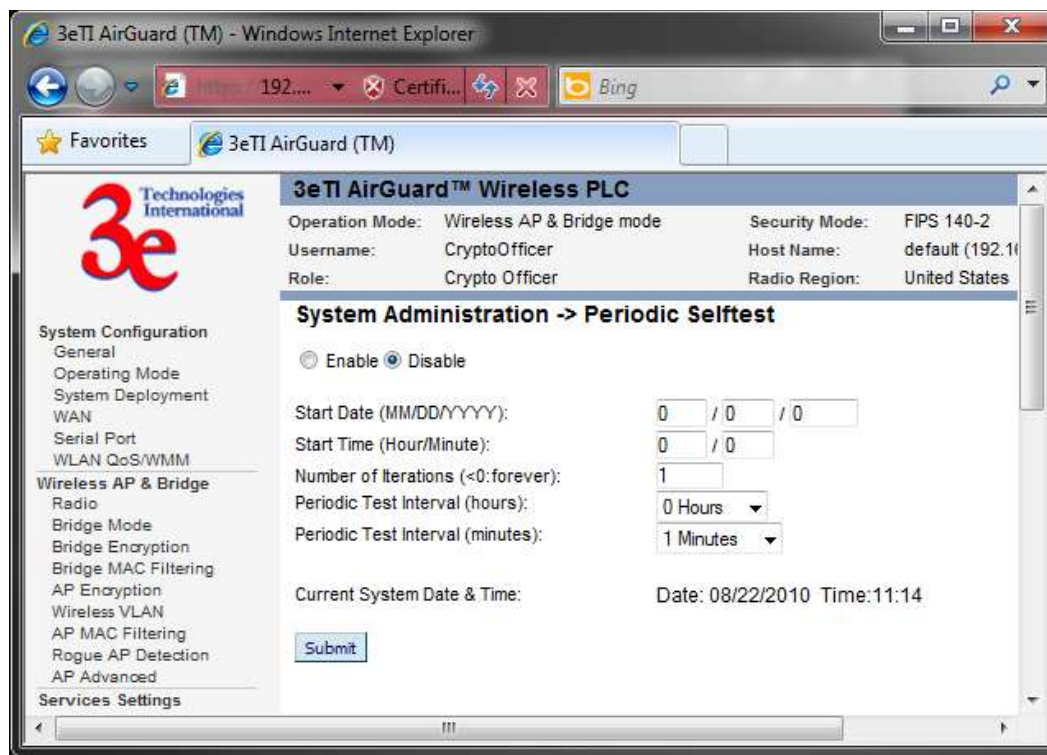 3eTI AirGuard (TM) - Windows Internet Explorer
192.... Certifi... Bing
Favorites 3eTI AirGuard (TM)
3e Technologies International
3eTI AirGuard™ Wireless PLC
Operation Mode: Wireless AP & Bridge mode Security Mode: FIPS 140-2
Username: CryptoOfficer Host Name: default (192.16
Role: Crypto Officer Radio Region: United States
System Administration -> Periodic Selftest
Enable Disable
Start Date (MM/DD/YYYY): 0 / 0 / 0
Start Time (Hour/Minute): 0 / 0
Number of Iterations (<0:forever): 1
Periodic Test Interval (hours): 0 Hours
Periodic Test Interval (minutes): 1 Minutes
Current System Date & Time: Date: 08/22/2010 Time:11:14
Submit
System Configuration
General
Operating Mode
System Deployment
WAN
Serial Port
WLAN QoS/WMM
Wireless AP & Bridge
Radio
Bridge Mode
Bridge Encryption
Bridge MAC Filtering
AP Encryption
Wireless VLAN
AP MAC Filtering
Rogue AP Detection
AP Advanced
Services Settings